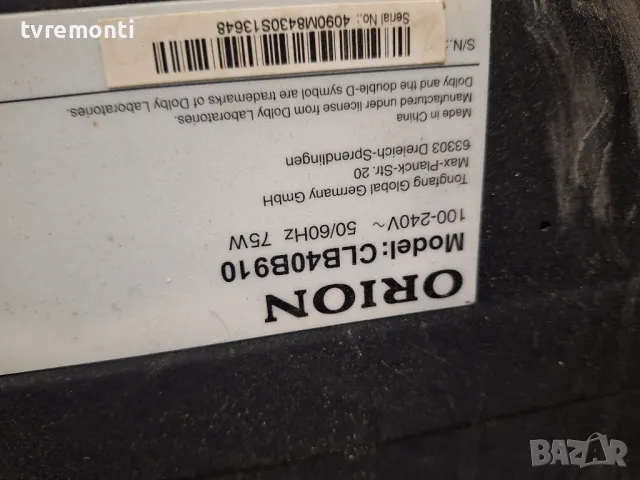 tvremonti
ORION
Model: CLB40B910
100-240V ~ 50/60Hz 75W
Tongfang Global Germany GmbH
Max-Planck-Str. 20
63303 Dreieich-Sprendlingen
Made in China
Manufactured under license from Dolby Laboratories.
Dolby and the double-D symbol are trademarks of Dolby Laboratories.
S/N.:
Serial No.: 4090M8430S13648
BAZAR